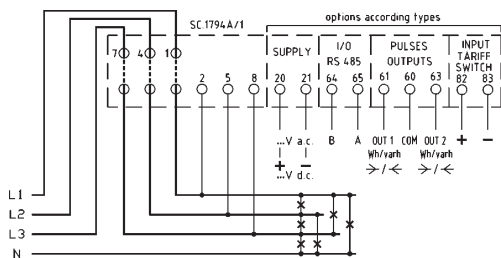 SC.1794A/1
options according types
7 4 1
SUPPLY
I/O
RS 485
PULSES
OUTPUTS
INPUT
TARIFF
SWITCH
2 5 8 20 21 64 65 61 60 63 82 83
...V a.c.
+ −
...V d.c.
B A
OUT 1 COM OUT 2
Wh/varh Wh/varh
+ −
L1
L2
L3
N